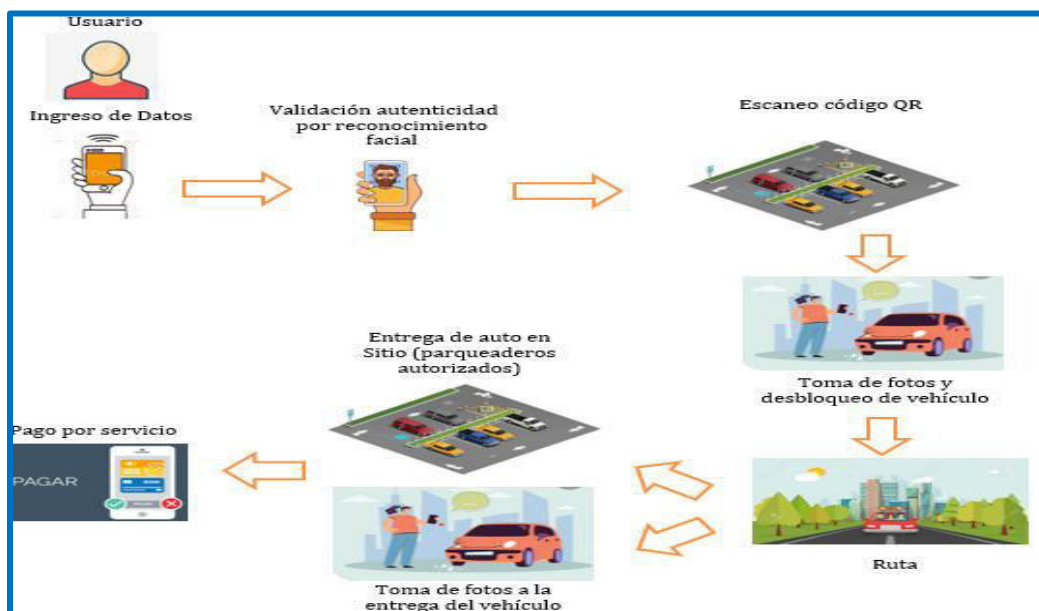 Usuario
Ingreso de Datos
Validación autenticidad
por reconocimiento
facial
Escaneo código QR
Toma de fotos y
desbloqueo de vehículo
Ruta
Entrega de auto en
Sitio (parqueaderos
autorizados)
Toma de fotos a la
entrega del vehículo
Pago por servicio
PAGAR